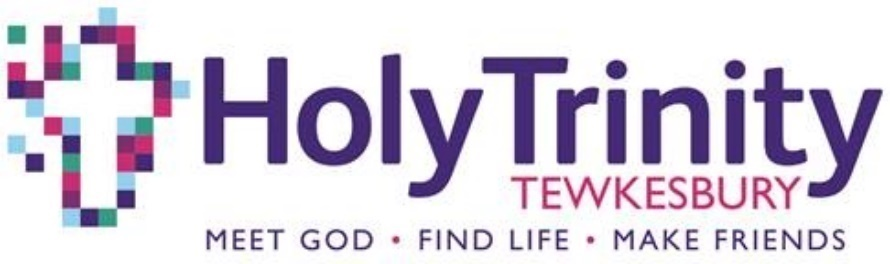 HolyTrinity
TEWKESBURY
MEET GOD • FIND LIFE • MAKE FRIENDS